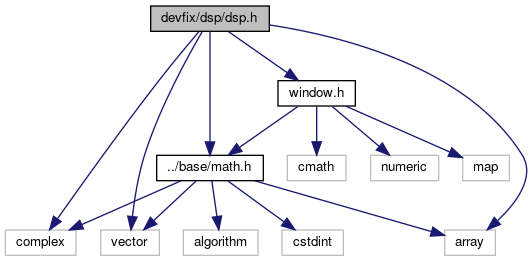 devfix/dsp/dsp.h
window.h
../base/math.h
cmath
numeric
map
complex
vector
algorithm
cstdint
array